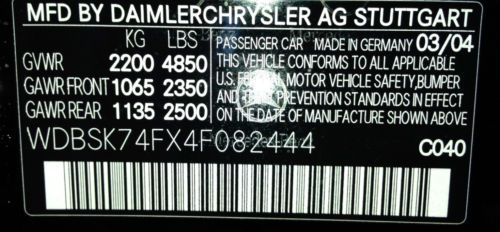 MFD BY DAIMLERCHRYSLER AG STUTTGART
KG LBS PASSENGER CAR MADE IN GERMANY 03/04
GVWR 2200 4850 THIS VEHICLE CONFORMS TO ALL APPLICABLE
GAWR FRONT 1065 2350 U.S. FEDERAL MOTOR VEHICLE SAFETY, BUMPER
GAWR REAR 1135 2500 AND THEFT PREVENTION STANDARDS IN EFFECT
ON THE DATE OF MANUFACTURE SHOWN ABOVE.
WDBSK74FX4F082444 C040